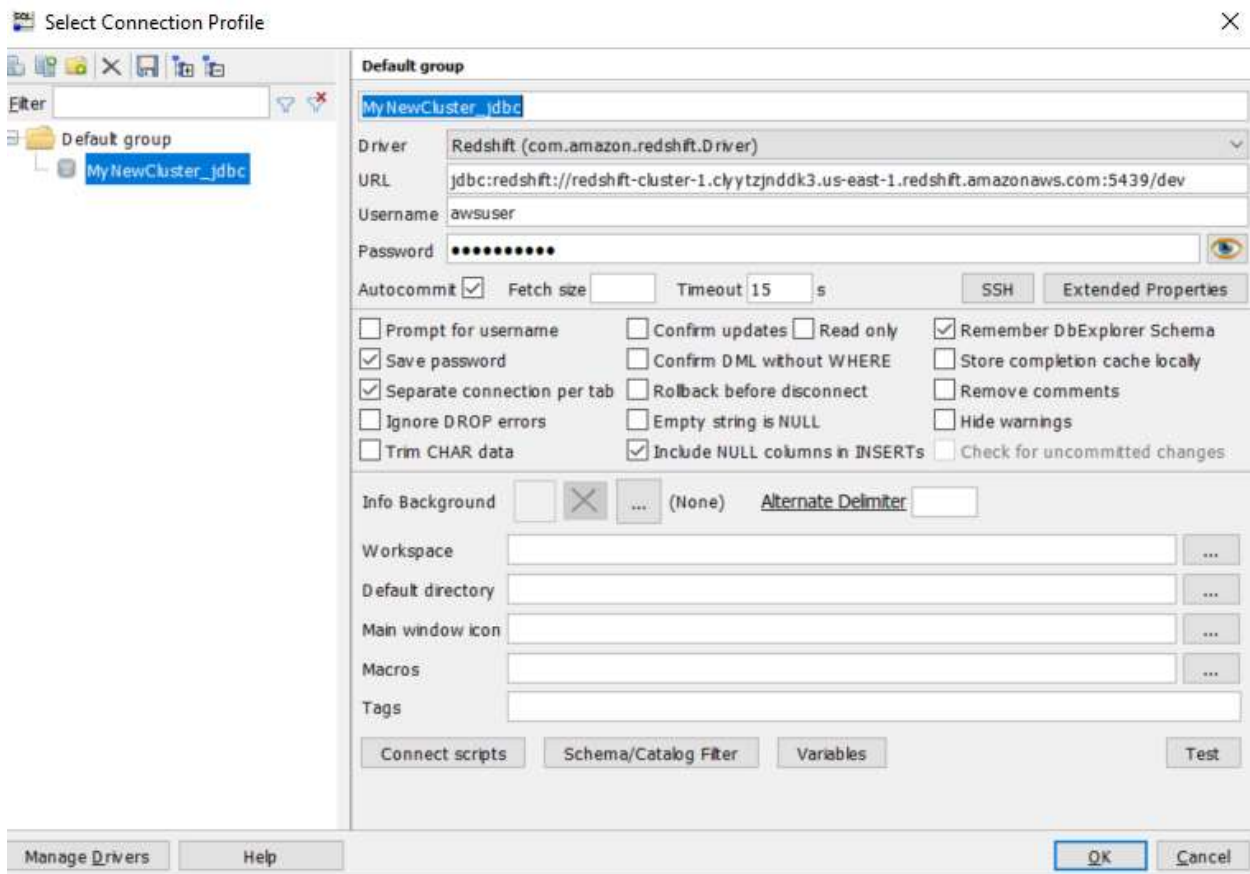 Select Connection Profile
Default group
Filter
MyNewCluster_jdbc
Default group
MyNewCluster_jdbc
Driver Redshift (com.amazon.redshift.Driver)
URL jdbc:redshift://redshift-cluster-1.clyytzjnddk3.us-east-1.redshift.amazonaws.com:5439/dev
Username awsuser
Password ●●●●●●●●●●
Autocommit Fetch size Timeout 15 s SSH Extended Properties
Prompt for username Confirm updates Read only Remember DbExplorer Schema
Save password Confirm DML without WHERE Store completion cache locally
Separate connection per tab Rollback before disconnect Remove comments
Ignore DROP errors Empty string is NULL Hide warnings
Trim CHAR data Include NULL columns in INSERTs Check for uncommitted changes
Info Background ... (None) Alternate Delimiter
Workspace ...
Default directory ...
Main window icon ...
Macros ...
Tags
Connect scripts Schema/Catalog Filter Variables Test
Manage Drivers Help OK Cancel